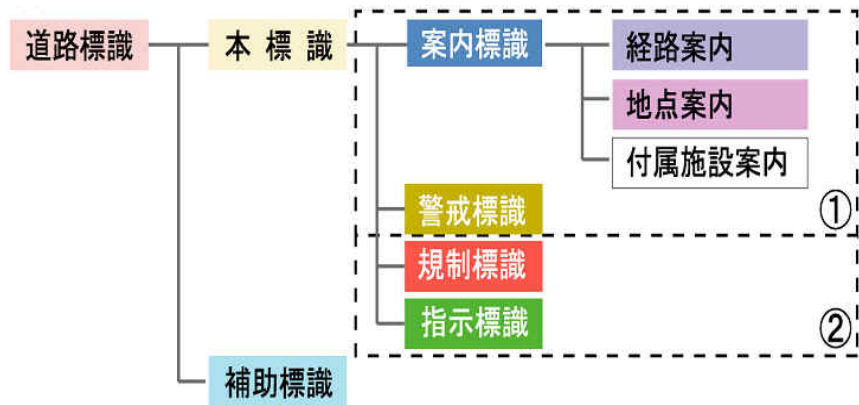 道路標識
本標識
案内標識
経路案内
地点案内
付属施設案内
警戒標識
①
規制標識
指示標識
②
補助標識